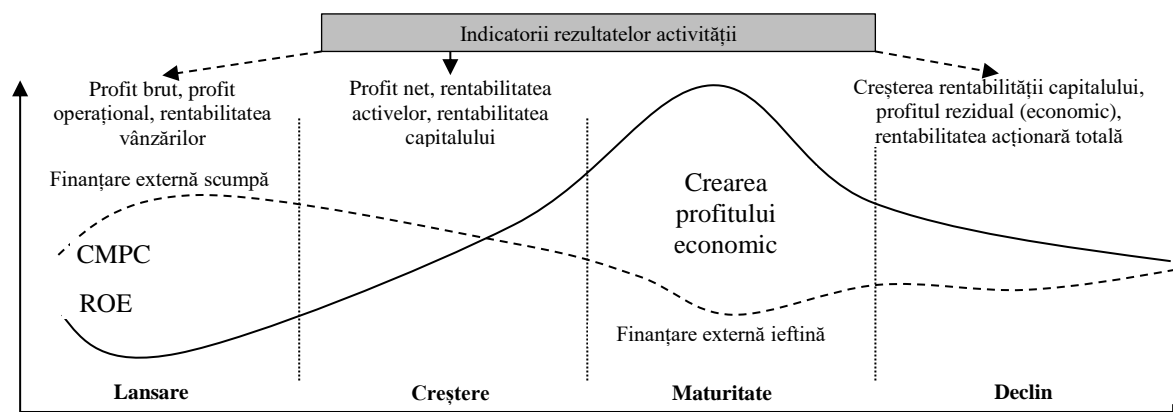 Indicatorii rezultatelor activității
Profit brut, profit
operațional, rentabilitatea
vânzărilor
Profit net, rentabilitatea
activelor, rentabilitatea
capitalului
Creșterea rentabilității capitalului,
profitul rezidual (economic),
rentabilitatea acționară totală
Finanțare externă scumpă
CMPC
ROE
Crearea
profitului
economic
Finanțare externă ieftină
Lansare
Creștere
Maturitate
Declin